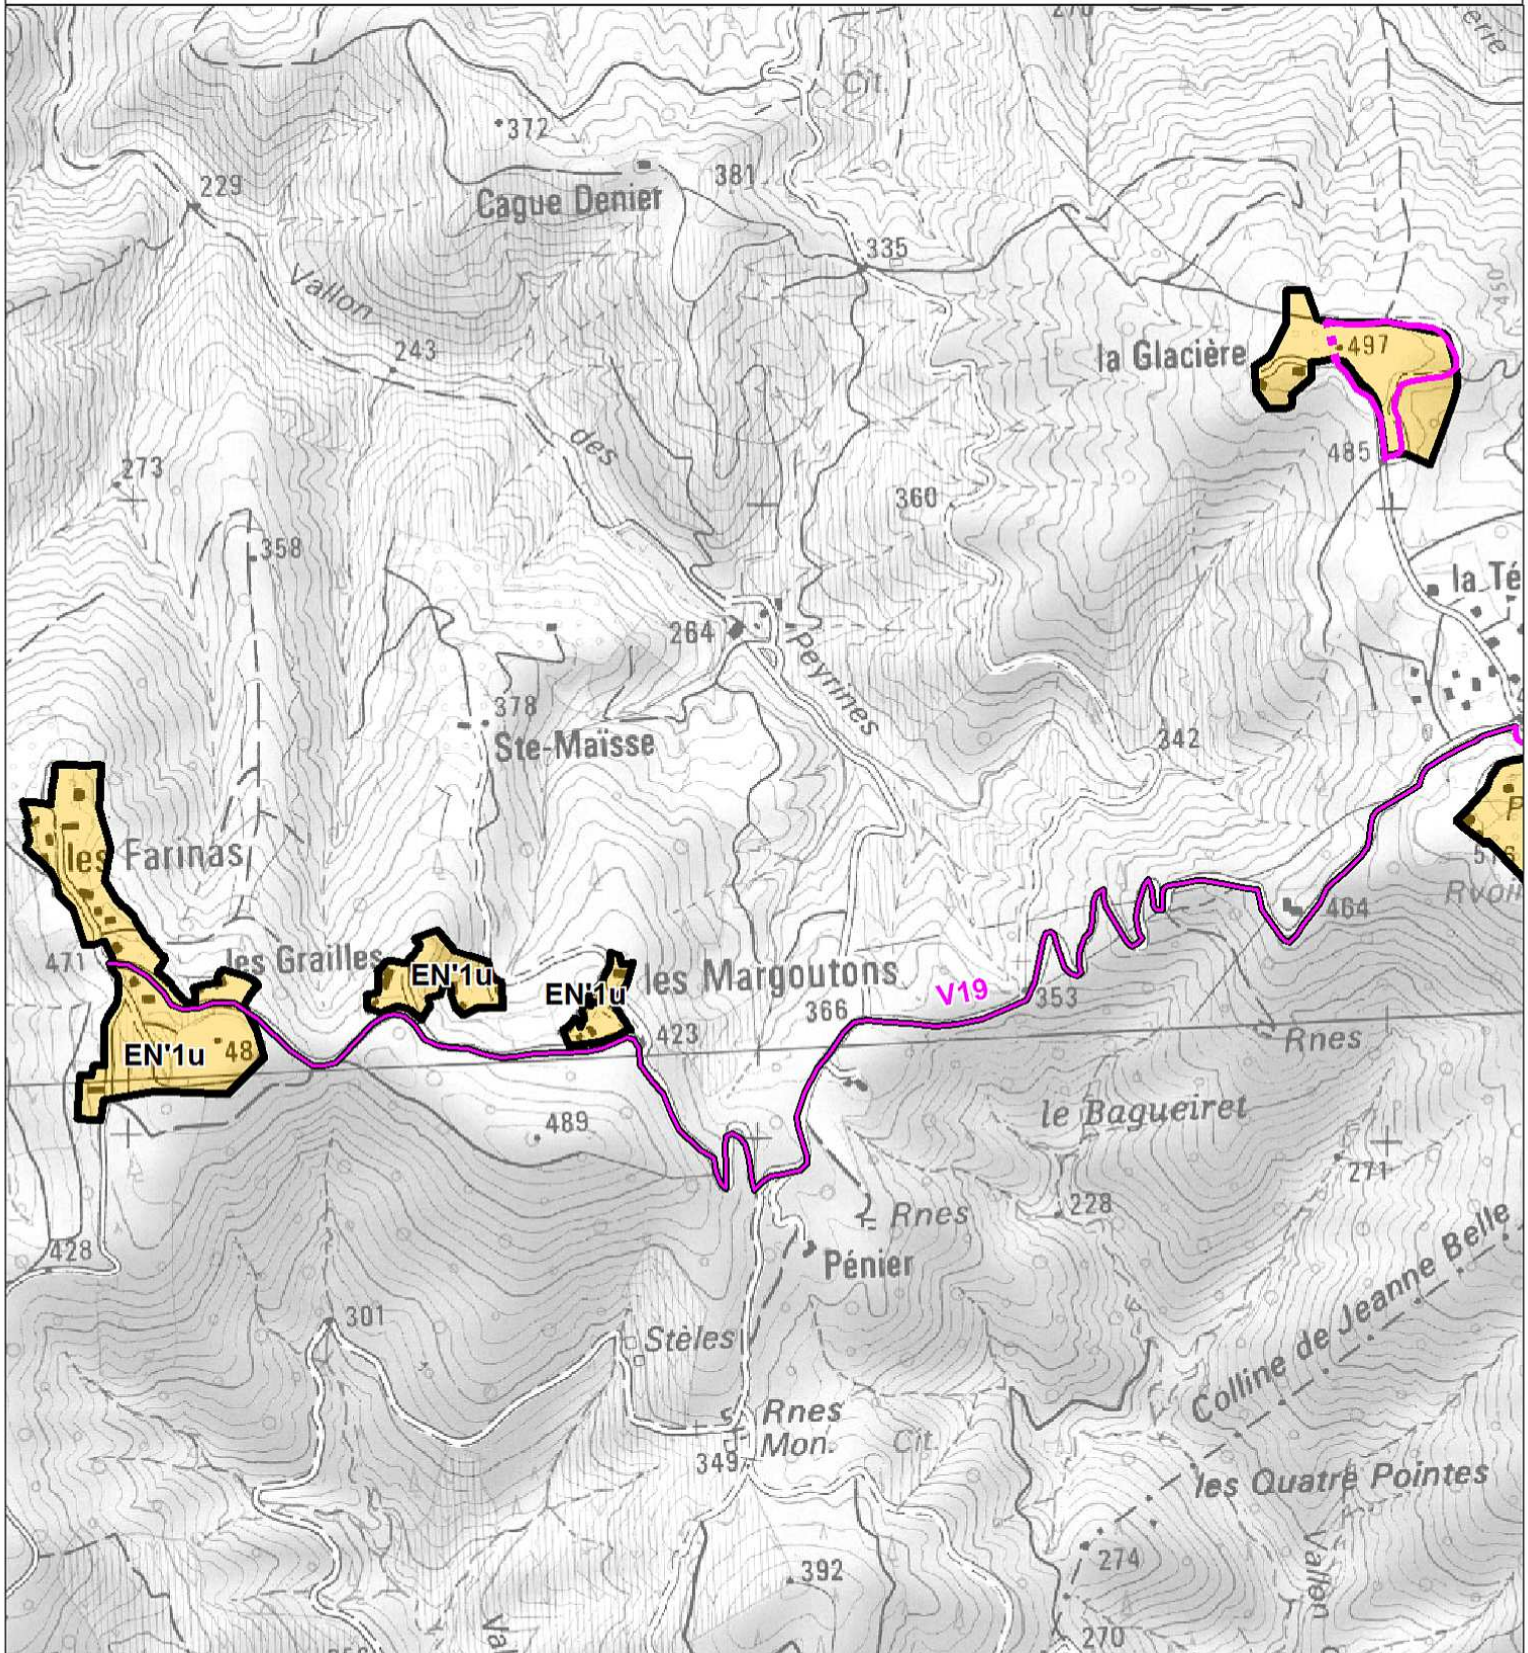 Cit.
372
229
381
Cague Denier
335
Vallon
450
243
la Glacière
497
des
485
273
360
358
la Té
264
Peyrines
378
Ste-Maïsse
342
les Farinas
464
471
les Grailles
EN'1u
EN'1u
les Margoutons
V19
353
366
423
EN'1u
48
Rnes
489
le Bagueiret
271
228
Rnes
428
Pénier
301
Stèles
Colline de Jeanne Belle
Rnes
Mon.
Cit.
349
les Quatre Pointes
274
392
Vallon
270